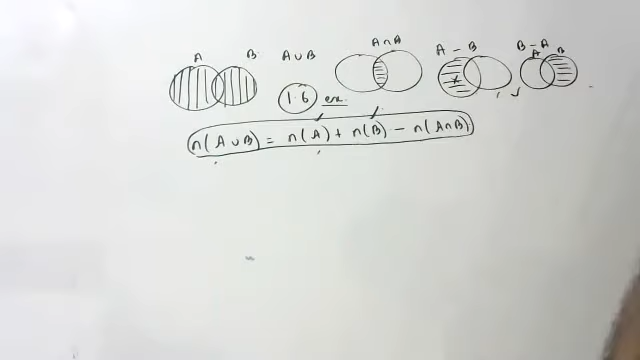 A B A ∪ B A ∩ B A - B B - A
A B
1.6 ex.
n(A ∪ B) = n(A) + n(B) - n(A ∩ B)